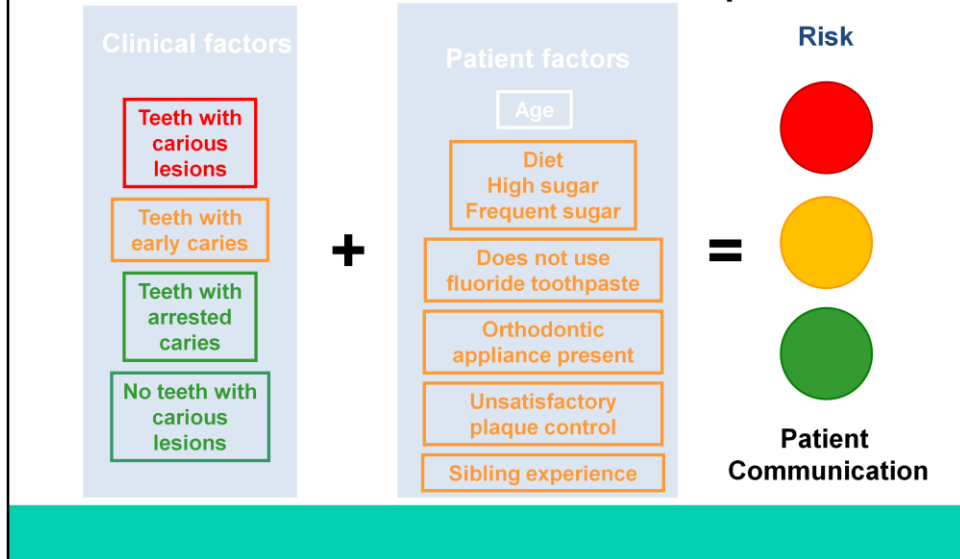 Clinical factors
Teeth with
carious
lesions
Teeth with
early caries
Teeth with
arrested
caries
No teeth with
carious
lesions
+
Patient factors
Age
Diet
High sugar
Frequent sugar
Does not use
fluoride toothpaste
Orthodontic
appliance present
Unsatisfactory
plaque control
Sibling experience
=
Risk
Patient
Communication